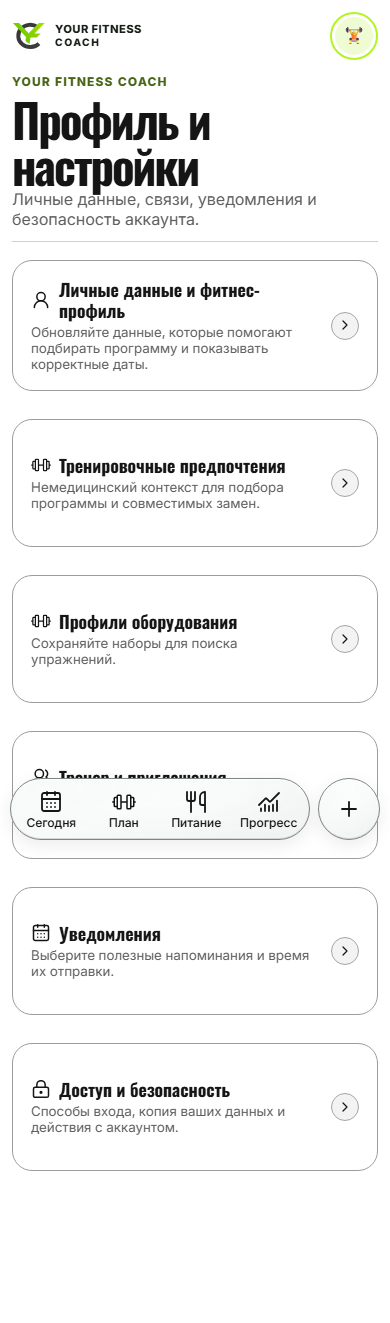 YOUR FITNESS
COACH
YOUR FITNESS COACH
Профиль и
настройки
Личные данные, связи, уведомления и
безопасность аккаунта.
Личные данные и фитнес-
профиль
Обновляйте данные, которые помогают
подбирать программу и показывать
корректные даты.
Тренировочные предпочтения
Немедицинский контекст для подбора
программы и совместимых замен.
Профили оборудования
Сохраняйте наборы для поиска
упражнений.
Тренер и приглашения
Сегодня
План
Питание
Прогресс
Уведомления
Выберите полезные напоминания и время
их отправки.
Доступ и безопасность
Способы входа, копия ваших данных и
действия с аккаунтом.